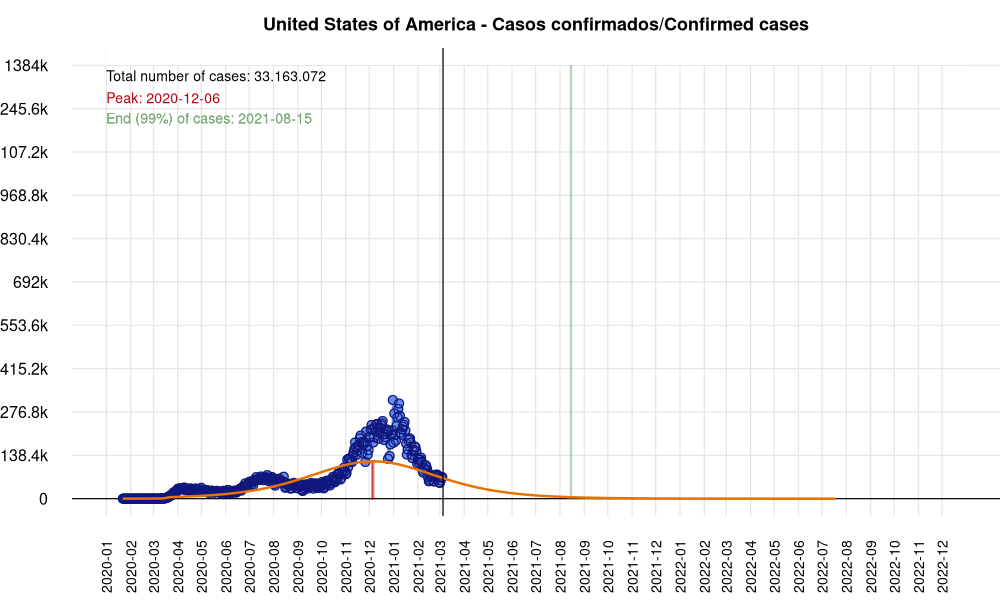 United States of America - Casos confirmados/Confirmed cases
Total number of cases: 33.163.072
Peak: 2020-12-06
End (99%) of cases: 2021-08-15
1384k
245.6k
107.2k
968.8k
830.4k
692k
553.6k
415.2k
276.8k
138.4k
0
2020-01
2020-02
2020-03
2020-04
2020-05
2020-06
2020-07
2020-08
2020-09
2020-10
2020-11
2020-12
2021-01
2021-02
2021-03
2021-04
2021-05
2021-06
2021-07
2021-08
2021-09
2021-10
2021-11
2021-12
2022-01
2022-02
2022-03
2022-04
2022-05
2022-06
2022-07
2022-08
2022-09
2022-10
2022-11
2022-12